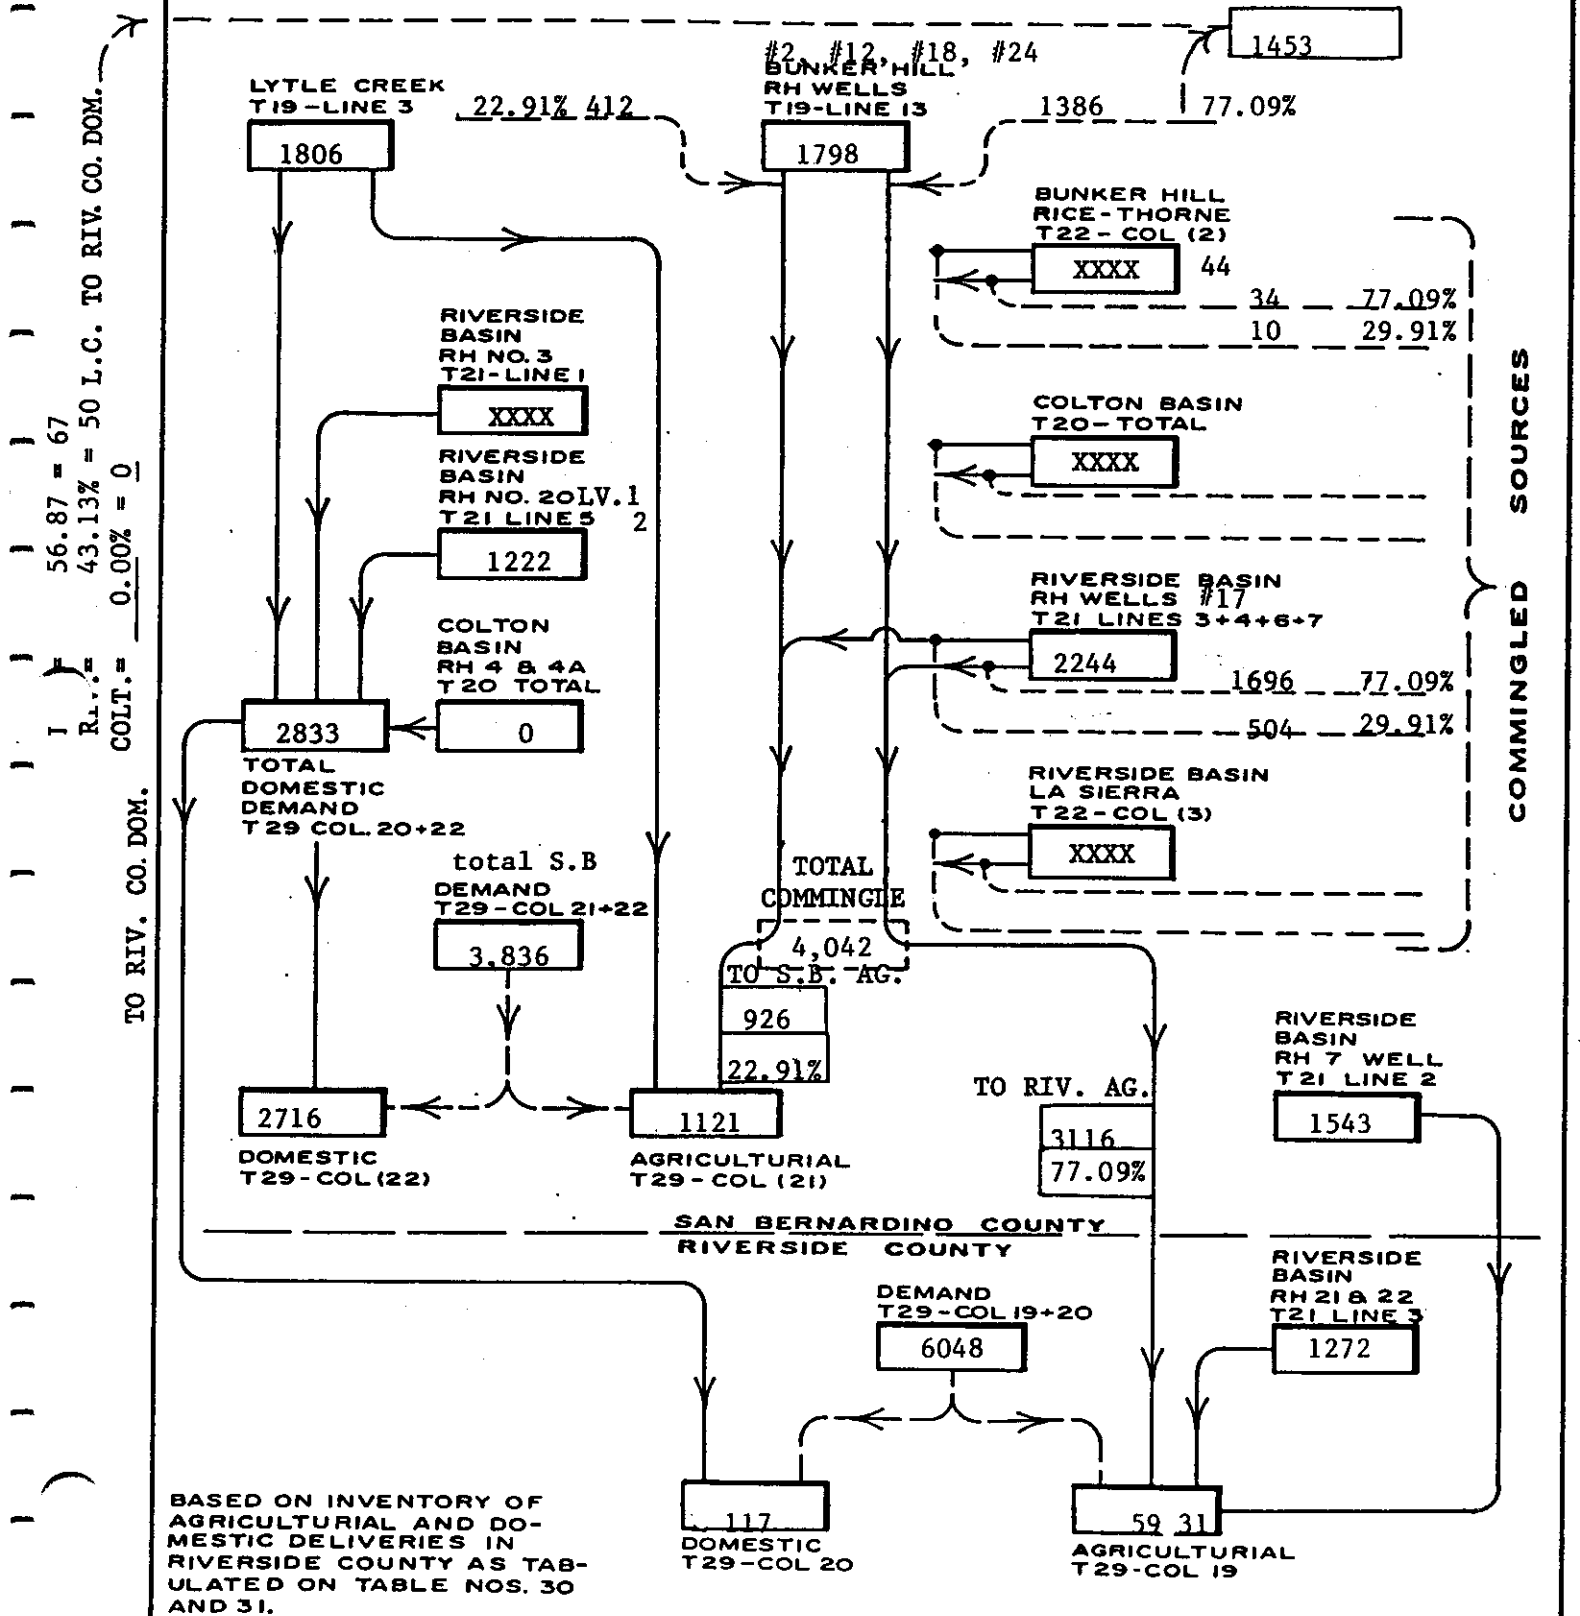 1453
#2, #12, #18, #24
BUNKER HILL
RH WELLS
T19-LINE 13
1798
LYTLE CREEK
T19-LINE 3
1806
22.91% 412
1386 77.09%
BUNKER HILL
RICE-THORNE
T22-COL (2)
XXXX 44
34 77.09%
10 29.91%
RIVERSIDE
BASIN
RH NO. 3
T21-LINE 1
XXXX
COLTON BASIN
T20-TOTAL
XXXX
RIVERSIDE
BASIN
RH NO. 20 LV.1
T21 LINE 5 2
1222
RIVERSIDE BASIN
RH WELLS #17
T21 LINES 3+4+6+7
2244
1696 77.09%
504 29.91%
COLTON
BASIN
RH 4 & 4A
T20 TOTAL
0
2833
TOTAL
DOMESTIC
DEMAND
T29 COL. 20+22
RIVERSIDE BASIN
LA SIERRA
T22-COL (3)
XXXX
COMMINGLED SOURCES
total S.B
DEMAND
T29-COL 21+22
3,836
TOTAL
COMMINGLE
4,042
TO S.B. AG.
926
22.91%
2716
DOMESTIC
T29-COL (22)
1121
AGRICULTURIAL
T29-COL (21)
TO RIV. AG.
3116
77.09%
RIVERSIDE
BASIN
RH 7 WELL
T21 LINE 2
1543
SAN BERNARDINO COUNTY
RIVERSIDE COUNTY
RIVERSIDE
BASIN
RH 21 & 22
T21 LINE 3
1272
DEMAND
T29-COL 19+20
6048
117
DOMESTIC
T29-COL 20
59 31
AGRICULTURIAL
T29-COL 19
BASED ON INVENTORY OF
AGRICULTURIAL AND DO-
MESTIC DELIVERIES IN
RIVERSIDE COUNTY AS TAB-
ULATED ON TABLE NOS. 30
AND 31.
56.87 = 67
43.13% = 50 L.C. TO RIV. CO. DOM.
COLT.= 0.00% = 0
TO RIV. CO. DOM.